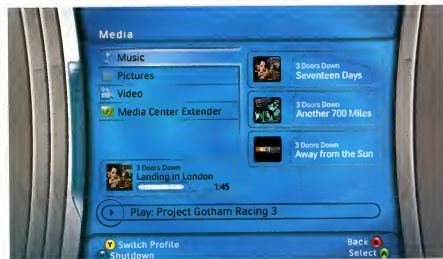 Media
Music
Pictures
Video
Media Center Extender
3 Doors Down
Seventeen Days
3 Doors Down
Another 700 Miles
3 Doors Down
Away from the Sun
3 Doors Down
Landing in London
1:45
Play: Project Gotham Racing 3
Y Switch Profile
X Shutdown
Back B
Select A